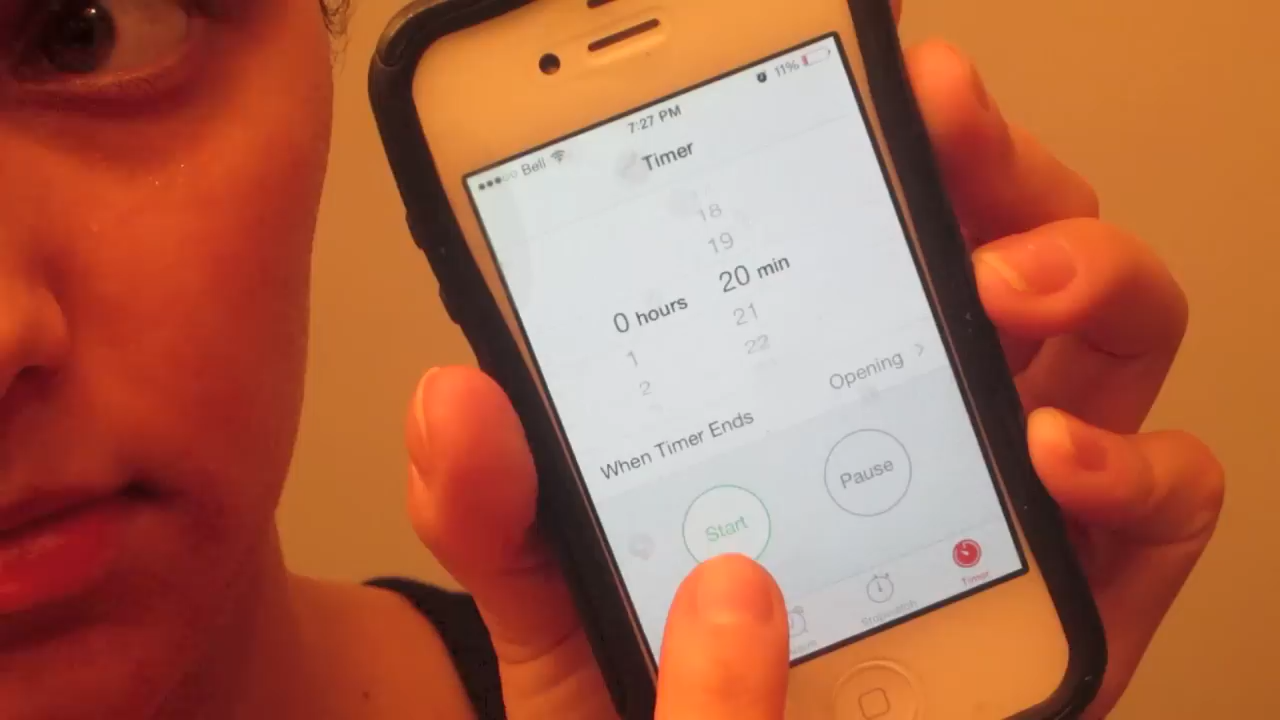 Bell 7:27 PM 11%
Timer
18
19
0 hours 20 min
1 21
2 22
When Timer Ends Opening
Start Pause
Stopwatch Timer